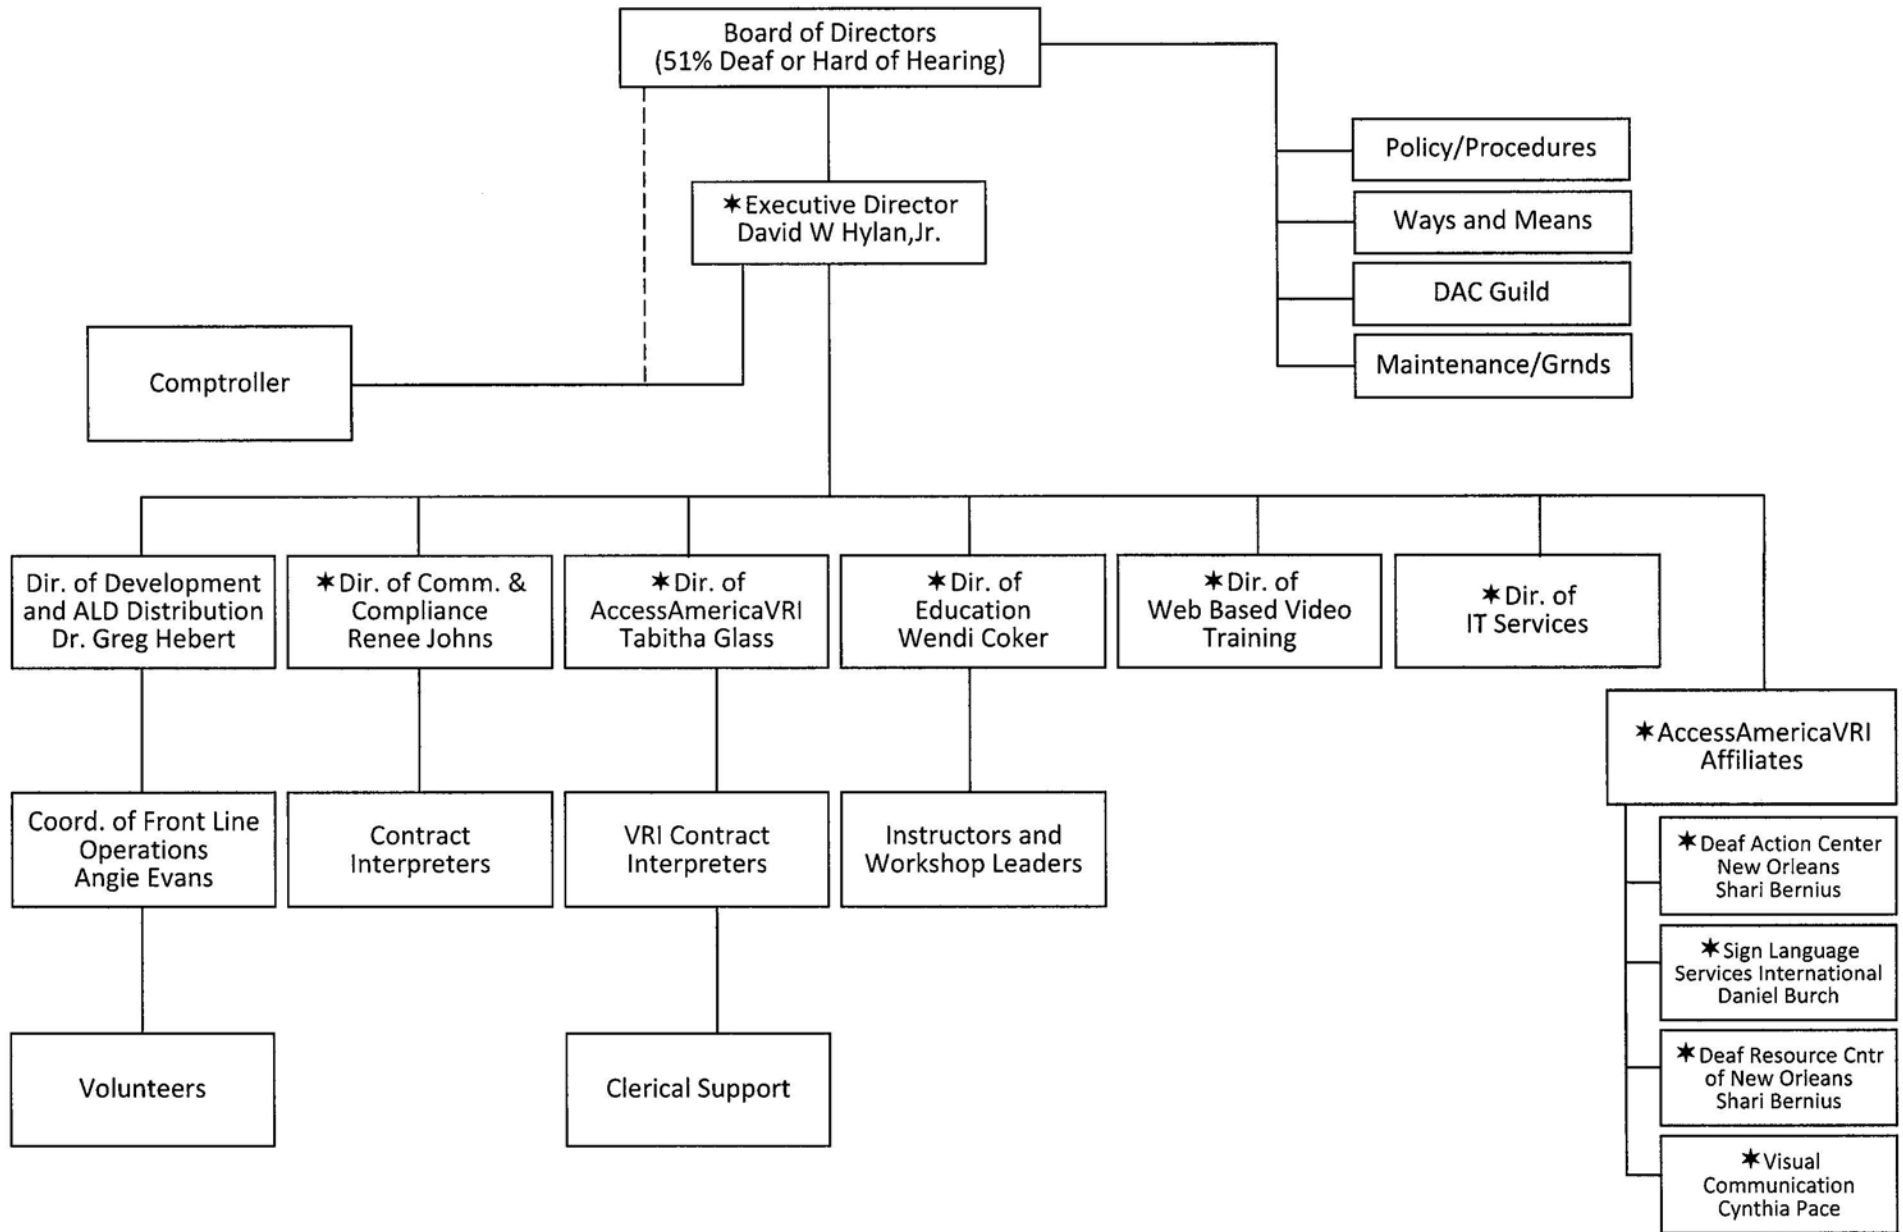 Board of Directors
(51% Deaf or Hard of Hearing)
Policy/Procedures
✶Executive Director
David W Hylan,Jr.
Ways and Means
DAC Guild
Comptroller
Maintenance/Grnds
Dir. of Development
and ALD Distribution
Dr. Greg Hebert
✶Dir. of Comm. &
Compliance
Renee Johns
✶Dir. of
AccessAmericaVRI
Tabitha Glass
✶Dir. of
Education
Wendi Coker
✶Dir. of
Web Based Video
Training
✶Dir. of
IT Services
✶AccessAmericaVRI
Affiliates
Coord. of Front Line
Operations
Angie Evans
Contract
Interpreters
VRI Contract
Interpreters
Instructors and
Workshop Leaders
✶Deaf Action Center
New Orleans
Shari Bernius
✶Sign Language
Services International
Daniel Burch
Volunteers
Clerical Support
✶Deaf Resource Cntr
of New Orleans
Shari Bernius
✶Visual
Communication
Cynthia Pace